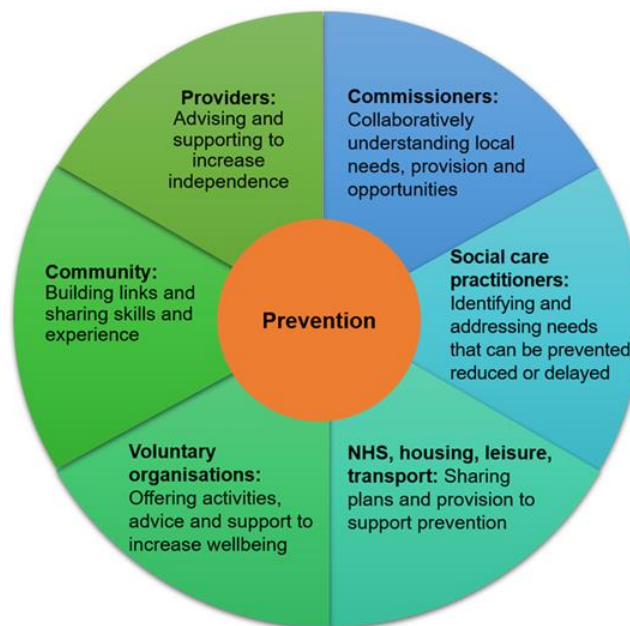 Providers:
Advising and
supporting to
increase
independence
Commissioners:
Collaboratively
understanding local
needs, provision and
opportunities
Social care
practitioners:
Identifying and
addressing needs
that can be prevented
reduced or delayed
NHS, housing, leisure,
transport: Sharing
plans and provision to
support prevention
Voluntary
organisations:
Offering activities,
advice and support to
increase wellbeing
Community:
Building links and
sharing skills and
experience
Prevention